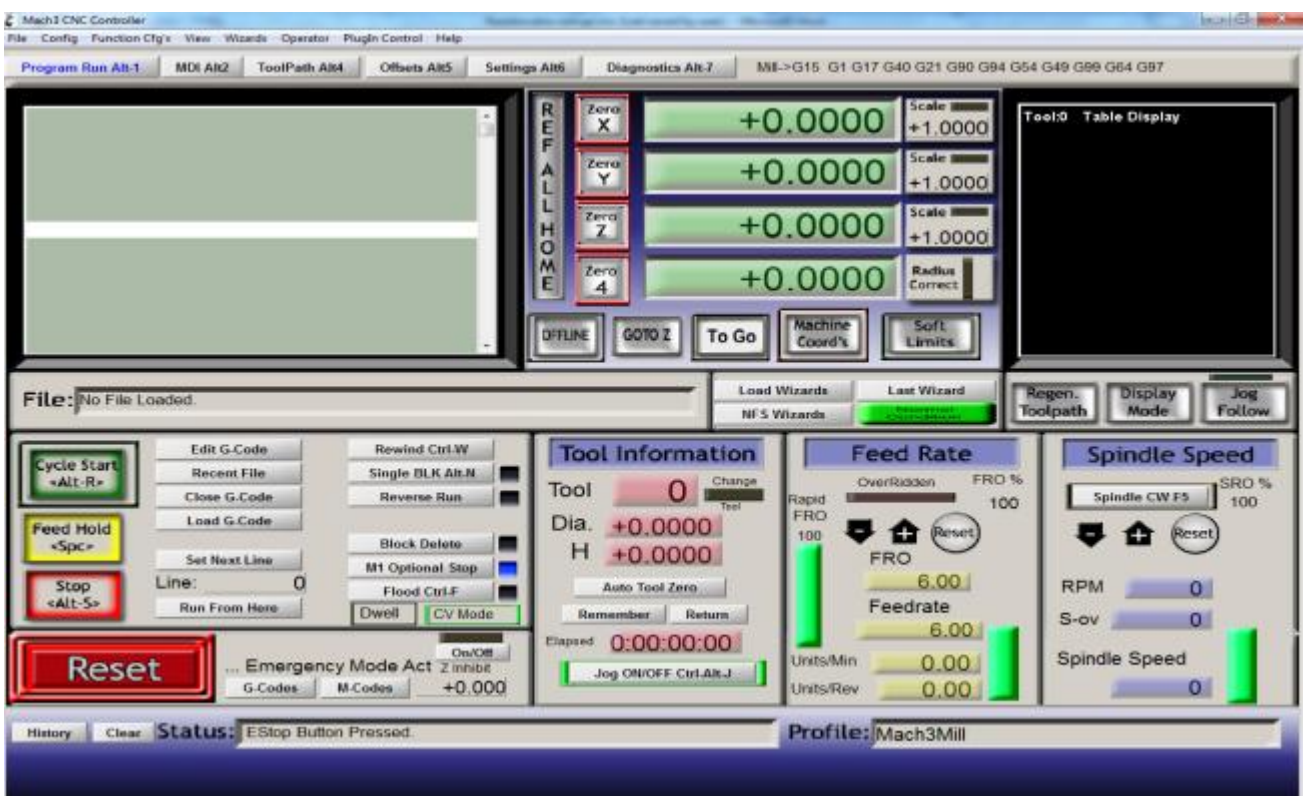 Mach3 CNC Controller
File Config Function Cfg's View Wizards Operator PlugIn Control Help
Program Run Alt-1 MDI Alt2 ToolPath Alt4 Offsets Alt5 Settings Alt6 Diagnostics Alt-7 Mill->G15 G1 G17 G40 G21 G90 G94 G54 G49 G99 G64 G97
REF ALL HOME
Zero X +0.0000 Scale +1.0000
Zero Y +0.0000 Scale +1.0000
Zero Z +0.0000 Scale +1.0000
Zero 4 +0.0000 Radius Correct
OFFLINE GOTO Z To Go Machine Coord's Soft Limits
Tool:0 Table Display
File: No File Loaded.
Load Wizards Last Wizard
NFS Wizards
Regen. Toolpath Display Mode Jog Follow
Cycle Start <Alt-R>
Feed Hold <Spc>
Stop <Alt-S>
Edit G-Code
Recent File
Close G-Code
Load G-Code
Set Next Line
Line: 0
Run From Here
Rewind Ctrl-W
Single BLK Alt-N
Reverse Run
Block Delete
M1 Optional Stop
Flood Ctrl-F
Dwell CV Mode
Reset
... Emergency Mode Act
G-Codes M-Codes
On/Off
Z Inhibit
+0.000
Tool Information
Tool 0 Change Tool
Dia. +0.0000
H +0.0000
Auto Tool Zero
Remember Return
Elapsed 0:00:00:00
Jog ON/OFF Ctrl-Alt-J
Feed Rate
OverRidden FRO %
100
Rapid FRO
100
Reset
FRO
6.00
Feedrate
6.00
Units/Min 0.00
Units/Rev 0.00
Spindle Speed
Spindle CW F5 SRO %
100
Reset
RPM 0
S-ov 0
Spindle Speed
0
History Clear Status: EStop Button Pressed. Profile: Mach3Mill